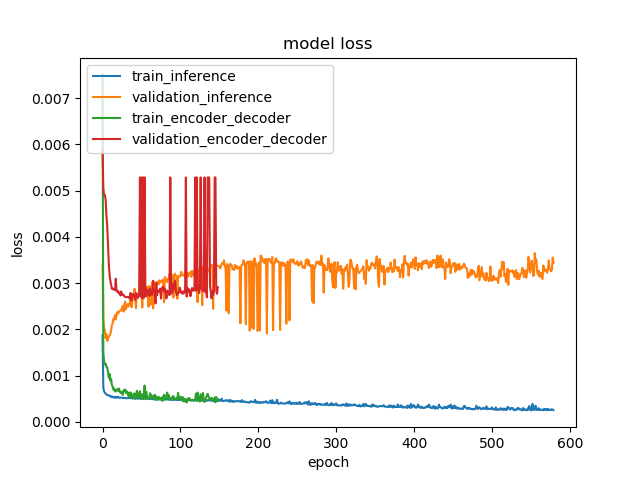 model loss
train_inference
validation_inference
train_encoder_decoder
validation_encoder_decoder
0.007
0.006
0.005
0.004
0.003
0.002
0.001
0.000
loss
0 100 200 300 400 500 600
epoch